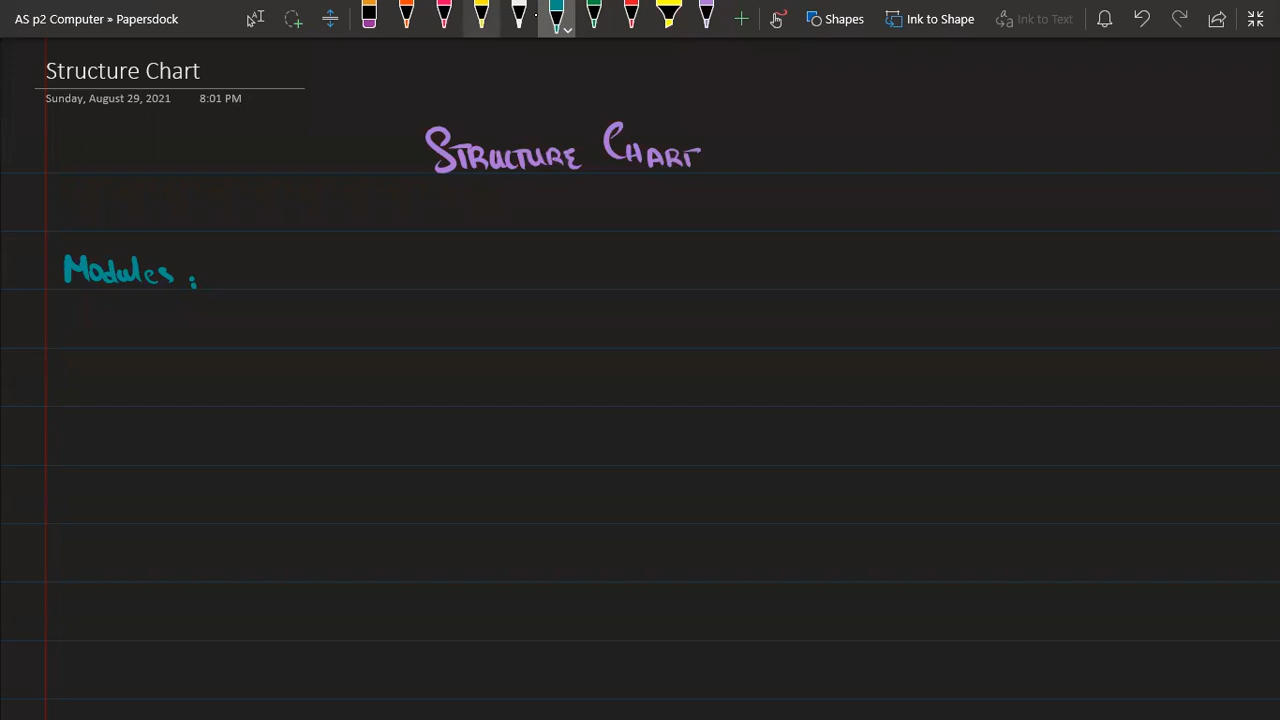 AS p2 Computer » Papersdock
Shapes
Ink to Shape
Ink to Text
Structure Chart
Sunday, August 29, 2021 8:01 PM
STRUCTURE CHART
Modules :